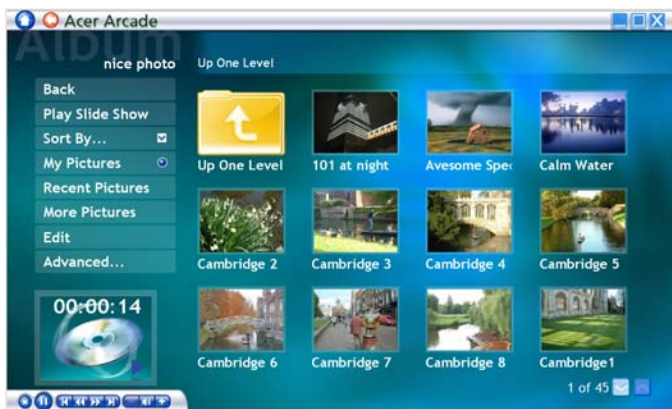 Acer Arcade
Album
nice photo
Up One Level
Back
Play Slide Show
Sort By...
My Pictures
Recent Pictures
More Pictures
Edit
Advanced...
00:00:14
Up One Level
101 at night
Avesome Spe
Calm Water
Cambridge 2
Cambridge 3
Cambridge 4
Cambridge 5
Cambridge 6
Cambridge 7
Cambridge 8
Cambridge1
1 of 45